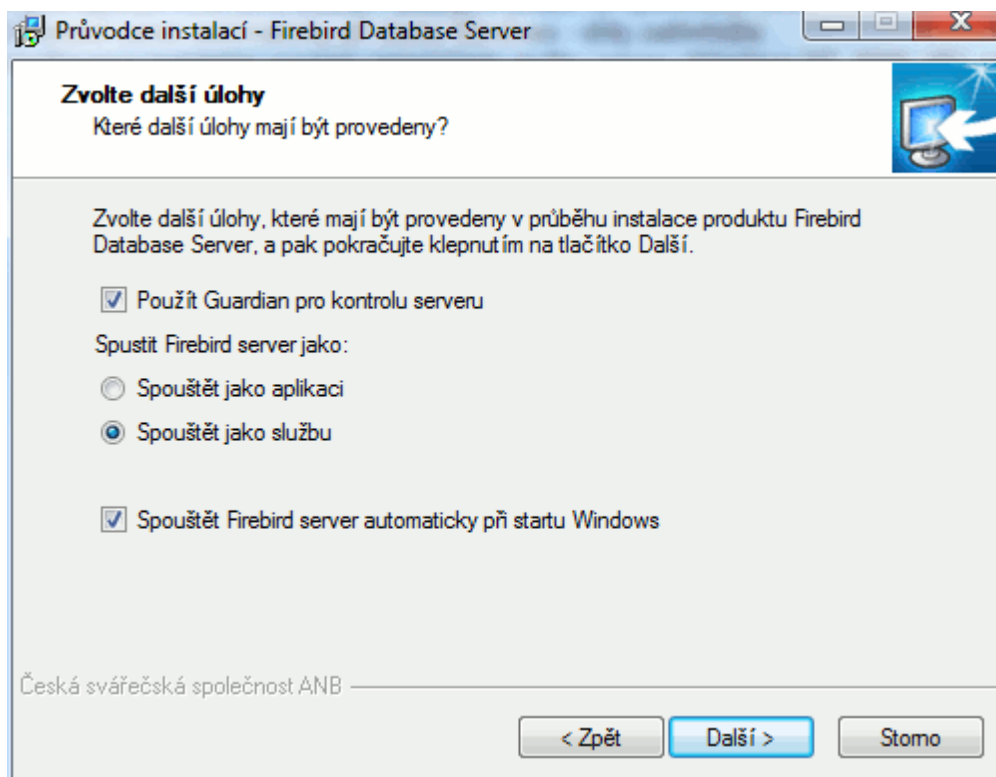 Průvodce instalací - Firebird Database Server
Zvolte další úlohy
Které další úlohy mají být provedeny?
Zvolte další úlohy, které mají být provedeny v průběhu instalace produktu Firebird
Database Server, a pak pokračujte klepnutím na tlačítko Další.
Použít Guardian pro kontrolu serveru
Spustit Firebird server jako:
Spouštět jako aplikaci
Spouštět jako službu
Spouštět Firebird server automaticky při startu Windows
Česká svářečská společnost ANB
< Zpět
Další >
Storno